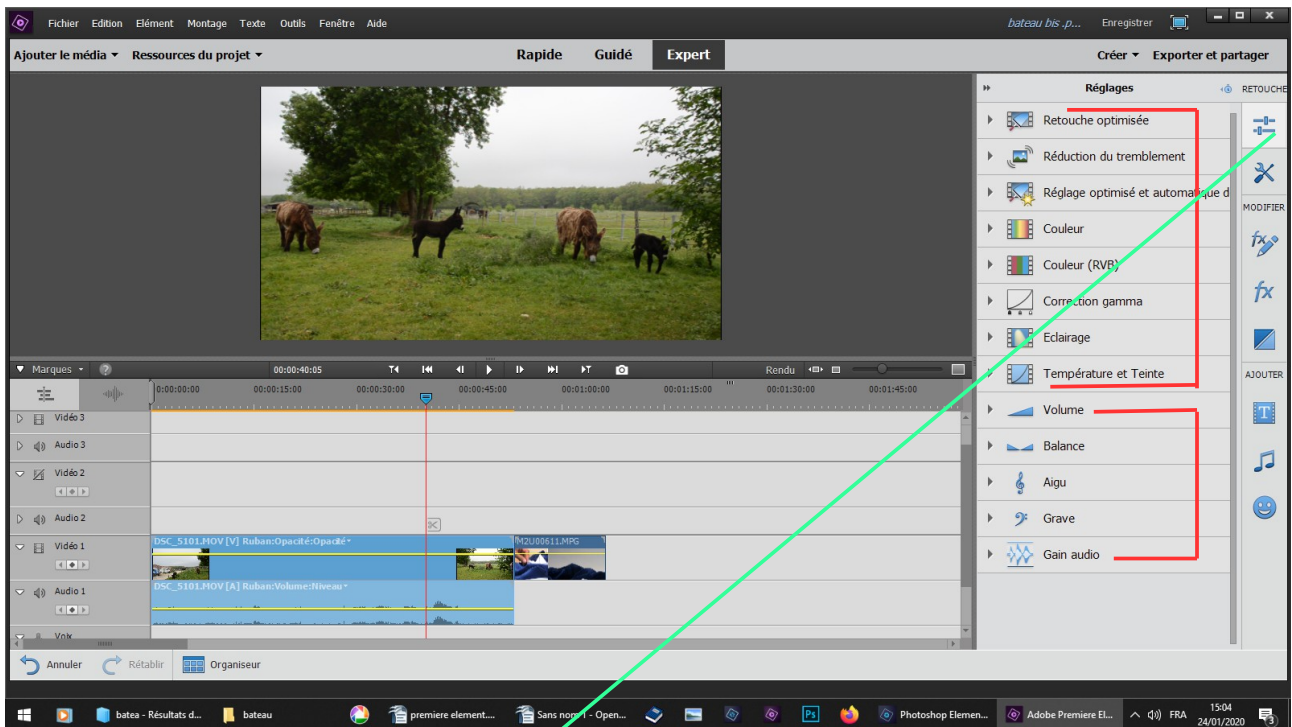 Fichier Edition Elément Montage Texte Outils Fenêtre Aide bateau bis .p... Enregistrer
Ajouter le média Ressources du projet Rapide Guidé Expert Créer Exporter et partager
Réglages RETOUCHE
Retouche optimisée
Réduction du tremblement
Réglage optimisé et automatique d
MODIFIER
Couleur
Couleur (RVB)
Correction gamma
Eclairage
Température et Teinte
AJOUTER
Volume
Balance
Aigu
Grave
Gain audio
Marques 00:00:40:05 Rendu
0:00:00:00 00:00:15:00 00:00:30:00 00:00:45:00 00:01:00:00 00:01:15:00 00:01:30:00 00:01:45:00
Vidéo 3
Audio 3
Vidéo 2
Audio 2
Vidéo 1 DSC_5101.MOV [V] Ruban:Opacité:Opacité M2U00611.MPG
Audio 1 DSC_5101.MOV [A] Ruban:Volume:Niveau
Voix
Annuler Rétablir Organiseur
batea - Résultats d... bateau premiere element.... Sans nom 1 - Open... Ps Photoshop Elemen... Adobe Premiere El... FRA 15:04
24/01/2020 3